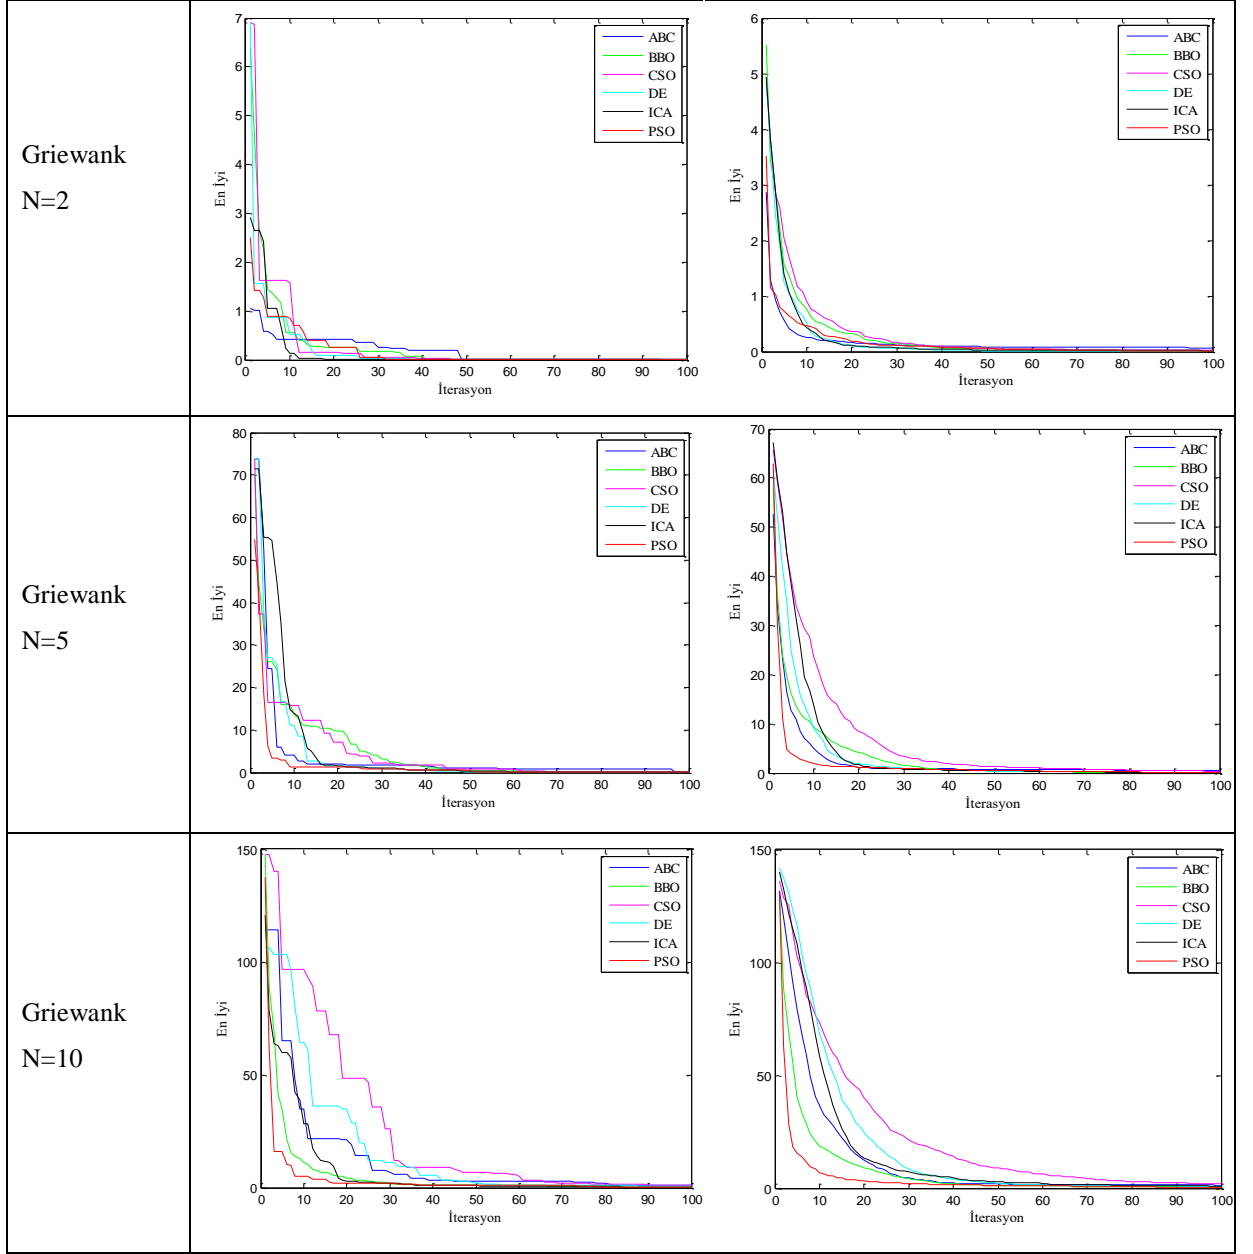 Griewank
N=2
7
6
5
4
3
2
1
0
En İyi
0 10 20 30 40 50 60 70 80 90 100
İterasyon
ABC
BBO
CSO
DE
ICA
PSO
6
5
4
3
2
1
0
En İyi
0 10 20 30 40 50 60 70 80 90 100
İterasyon
ABC
BBO
CSO
DE
ICA
PSO
Griewank
N=5
80
70
60
50
40
30
20
10
0
En İyi
0 10 20 30 40 50 60 70 80 90 100
İterasyon
ABC
BBO
CSO
DE
ICA
PSO
70
60
50
40
30
20
10
0
En İyi
0 10 20 30 40 50 60 70 80 90 100
İterasyon
ABC
BBO
CSO
DE
ICA
PSO
Griewank
N=10
150
100
50
0
En İyi
0 10 20 30 40 50 60 70 80 90 100
İterasyon
ABC
BBO
CSO
DE
ICA
PSO
150
100
50
0
En İyi
0 10 20 30 40 50 60 70 80 90 100
İterasyon
ABC
BBO
CSO
DE
ICA
PSO